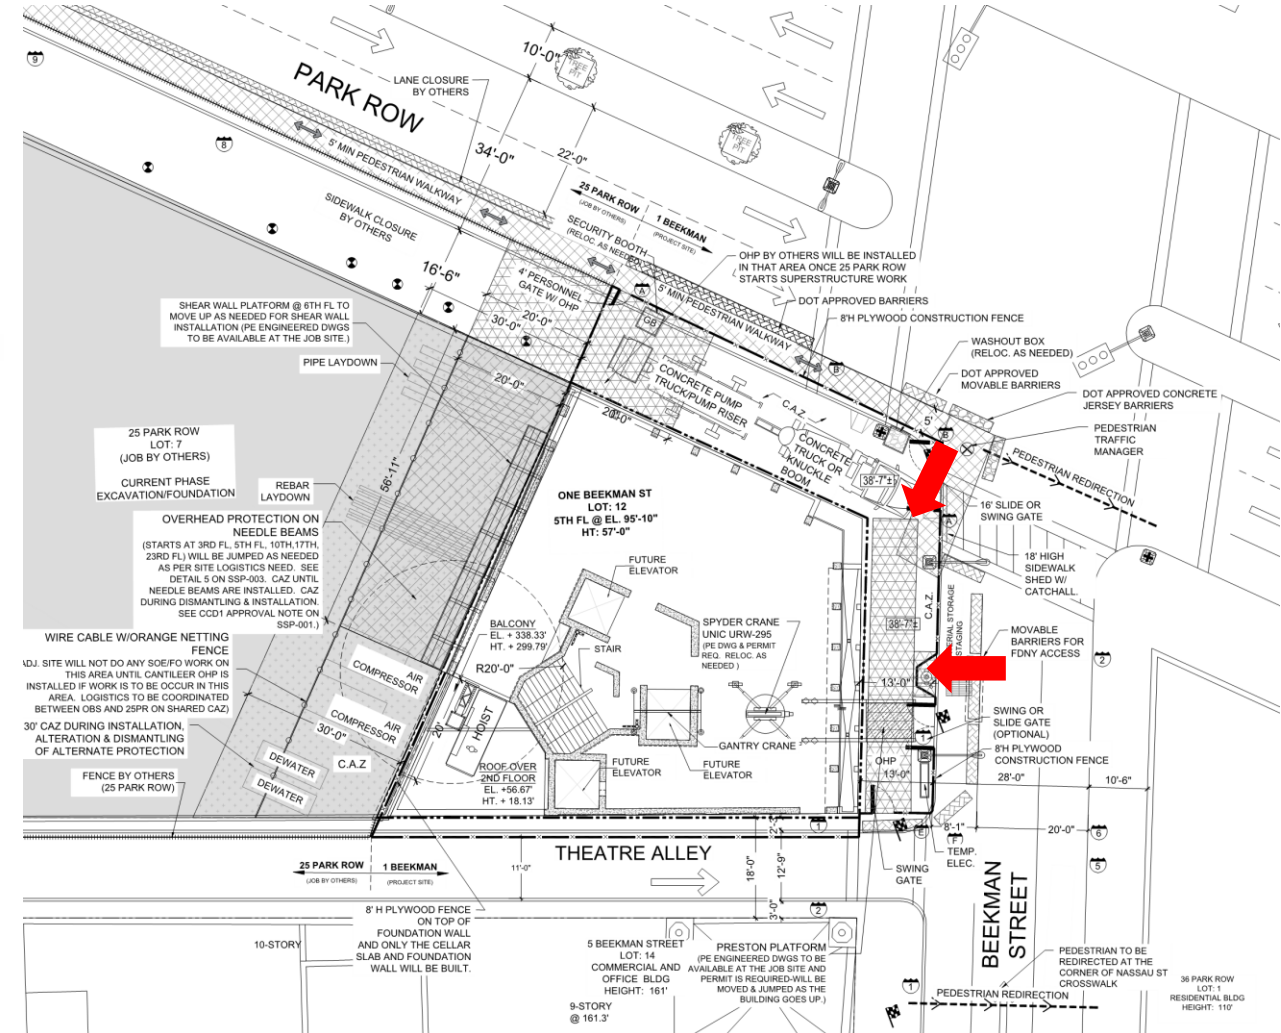 9
8
PARK ROW
LANE CLOSURE
BY OTHERS
10'-0"
TREE
PIT
TREE
PIT
34'-0"
22'-0"
5' MIN PEDESTRIAN WALKWAY
SIDEWALK CLOSURE
BY OTHERS
25 PARK ROW
(JOB BY OTHERS)
1 BEEKMAN
(PROJECT SITE)
SECURITY BOOTH
(RELOC. AS NEEDED)
OHP BY OTHERS WILL BE INSTALLED
IN THAT AREA ONCE 25 PARK ROW
STARTS SUPERSTRUCTURE WORK
DOT APPROVED BARRIERS
8'H PLYWOOD CONSTRUCTION FENCE
16'-6"
4' PERSONNEL
GATE W/ OHP
A
5' MIN PEDESTRIAN WALKWAY
20'-0"
30'-0"
GB
SHEAR WALL PLATFORM @ 6TH FL TO
MOVE UP AS NEEDED FOR SHEAR WALL
INSTALLATION (PE ENGINEERED DWGS
TO BE AVAILABLE AT THE JOB SITE.)
PIPE LAYDOWN
WASHOUT BOX
(RELOC. AS NEEDED)
DOT APPROVED
MOVABLE BARRIERS
DOT APPROVED CONCRETE
JERSEY BARRIERS
PEDESTRIAN
TRAFFIC
MANAGER
B
20'-0"
CONCRETE PUMP
TRUCK/PUMP RISER
C.A.Z.
5'
B
20'-0"
CONCRETE
TRUCK OR
KNUCKLE
BOOM
38'-7"±
PEDESTRIAN REDIRECTION
25 PARK ROW
LOT: 7
(JOB BY OTHERS)
CURRENT PHASE
EXCAVATION/FOUNDATION
56'-11"
REBAR
LAYDOWN
ONE BEEKMAN ST
LOT: 12
5TH FL @ EL. 95'-10"
HT: 57'-0"
16' SLIDE OR
SWING GATE
A
OVERHEAD PROTECTION ON
NEEDLE BEAMS
(STARTS AT 3RD FL, 5TH FL, 10TH,17TH,
23RD FL) WILL BE JUMPED AS NEEDED
AS PER SITE LOGISTICS NEED. SEE
DETAIL 5 ON SSP-003. CAZ UNTIL
NEEDLE BEAMS ARE INSTALLED. CAZ
DURING DISMANTLING & INSTALLATION.
SEE CCD1 APPROVAL NOTE ON
SSP-001.)
18' HIGH
SIDEWALK
SHED W/
CATCHALL.
FUTURE
ELEVATOR
C.A.Z.
BALCONY
EL. + 338.33'
EL. + 299.79'
STAIR
SPYDER CRANE
UNIC URW-295
(PE DWG & PERMIT
REQ. RELOC. AS
NEEDED )
38'-7"±
STORAGE
STAGING
MOVABLE
BARRIERS FOR
FDNY ACCESS
2
WIRE CABLE W/ORANGE NETTING
FENCE
ADJ. SITE WILL NOT DO ANY SOE/FO WORK ON
THIS AREA UNTIL CANTILEER OHP IS
INSTALLED IF WORK IS TO BE OCCUR IN THIS
AREA. LOGISTICS TO BE COORDINATED
BETWEEN OBS AND 25PR ON SHARED CAZ)
AIR
COMPRESSOR
R20'-0"
13'-0"
30' CAZ DURING INSTALLATION,
ALTERATION & DISMANTLING
OF ALTERNATE PROTECTION
AIR
COMPRESSOR
30'-0"
20'
HOIST
SWING OR
SLIDE GATE
(OPTIONAL)
1
GANTRY CRANE
8'H PLYWOOD
CONSTRUCTION FENCE
DEWATER
C.A.Z
DEWATER
FENCE BY OTHERS
(25 PARK ROW)
ROOF OVER
2ND FLOOR
EL. +56.67'
HT. + 18.13'
FUTURE
ELEVATOR
FUTURE
ELEVATOR
OHP
13'-0"
28'-0"
10'-6"
1
8'-1"
20'-0"
6
E
F
TEMP.
ELEC.
5
THEATRE ALLEY
25 PARK ROW
(JOB BY OTHERS)
1 BEEKMAN
(PROJECT SITE)
11'-0"
18'-0"
12'-9"
SWING
GATE
BEEKMAN
STREET
3'-0"
2
8' H PLYWOOD FENCE
ON TOP OF
FOUNDATION WALL
AND ONLY THE CELLAR
SLAB AND FOUNDATION
WALL WILL BE BUILT.
10-STORY
5 BEEKMAN STREET
LOT: 14
COMMERCIAL AND
OFFICE BLDG
HEIGHT: 161'
9-STORY
@ 161.3'
PRESTON PLATFORM
(PE ENGINEERED DWGS TO BE
AVAILABLE AT THE JOB SITE AND
PERMIT IS REQUIRED-WILL BE
MOVED & JUMPED AS THE
BUILDING GOES UP.)
PEDESTRIAN TO BE
REDIRECTED AT THE
CORNER OF NASSAU ST
CROSSWALK
1
PEDESTRIAN REDIRECTION
36 PARK ROW
LOT: 1
RESIDENTIAL BLDG
HEIGHT: 110'